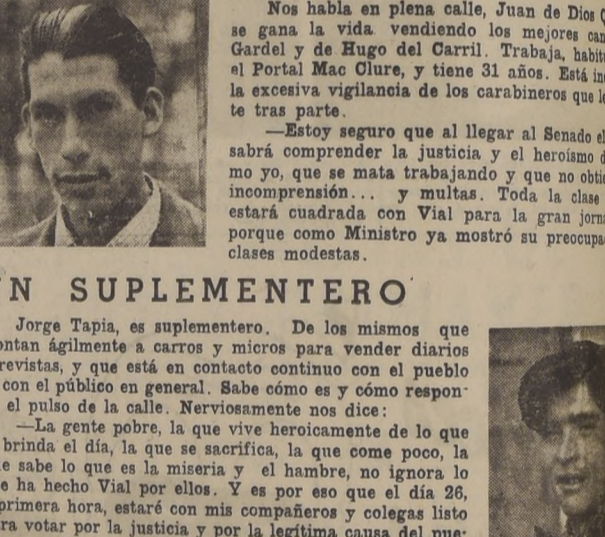 Nos habla en plena calle, Juan de Dios
se gana la vida vendiendo los mejores can
Gardel y de Hugo del Carril. Trabaja, habit
el Portal Mac Clure, y tiene 31 años. Está in
la excesiva vigilancia de los carabineros que l
te tras parte.
—Estoy seguro que al llegar al Senado el
sabrá comprender la justicia y el heroísmo d
mo yo, que se mata trabajando y que no obti
incomprensión... y multas. Toda la clase
estará cuadrada con Vial para la gran jorn
porque como Ministro ya mostró su preocupa
clases modestas.
N SUPLEMENTERO
Jorge Tapia, es suplementero. De los mismos que
ontan ágilmente a carros y micros para vender diarios
revistas, y que está en contacto continuo con el pueblo
con el público en general. Sabe cómo es y cómo respon-
el pulso de la calle. Nerviosamente nos dice:
—La gente pobre, la que vive heroicamente de lo que
brinda el día, la que se sacrifica, la que come poco, la
e sabe lo que es la miseria y el hambre, no ignora lo
e ha hecho Vial por ellos. Y es por eso que el día 26,
primera hora, estaré con mis compañeros y colegas listo
ra votar por la justicia y por la legítima causa del pue-